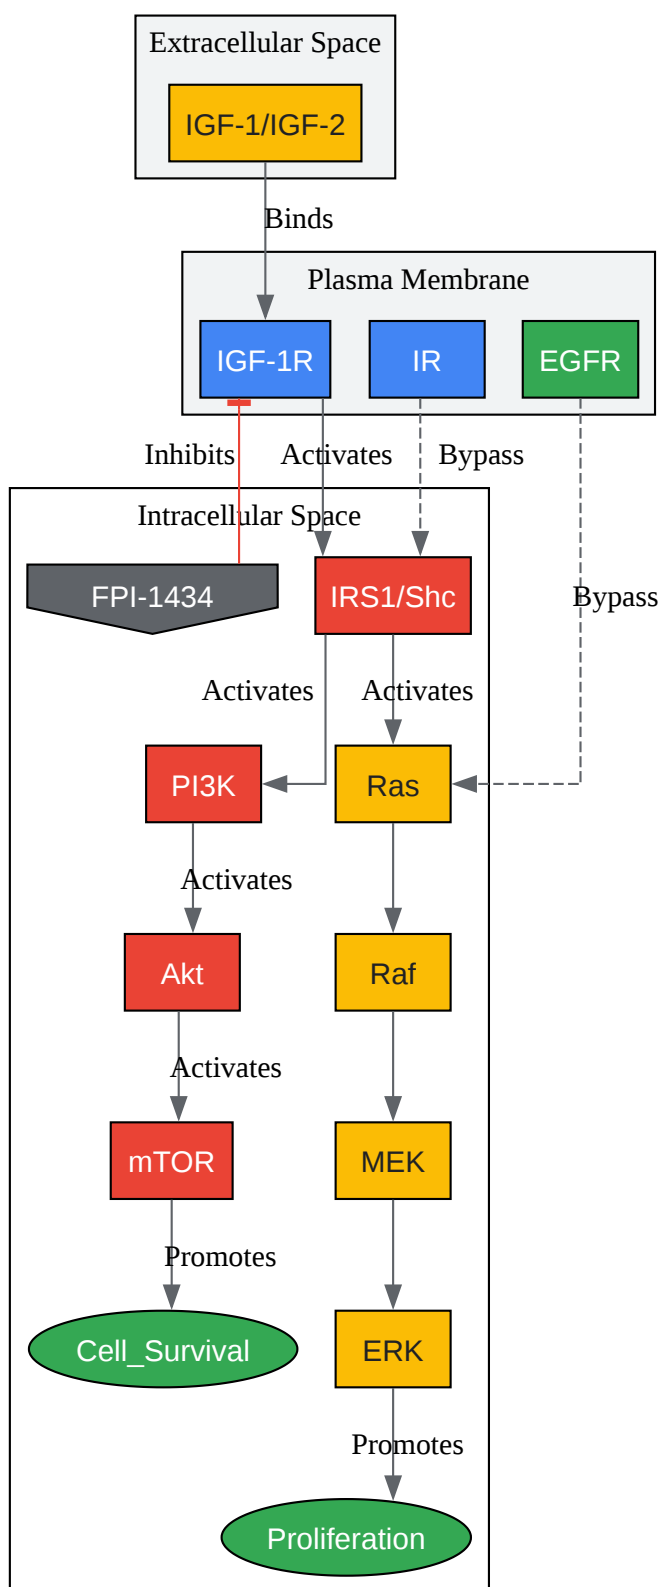 Extracellular Space
IGF-1/IGF-2
Binds
Plasma Membrane
IGF-1R
IR
EGFR
Inhibits
Activates
Bypass
Intracellular Space
FPI-1434
IRS1/Shc
Bypass
Activates
Activates
PI3K
Ras
Activates
Akt
Raf
Activates
mTOR
MEK
Promotes
Cell_Survival
ERK
Promotes
Proliferation